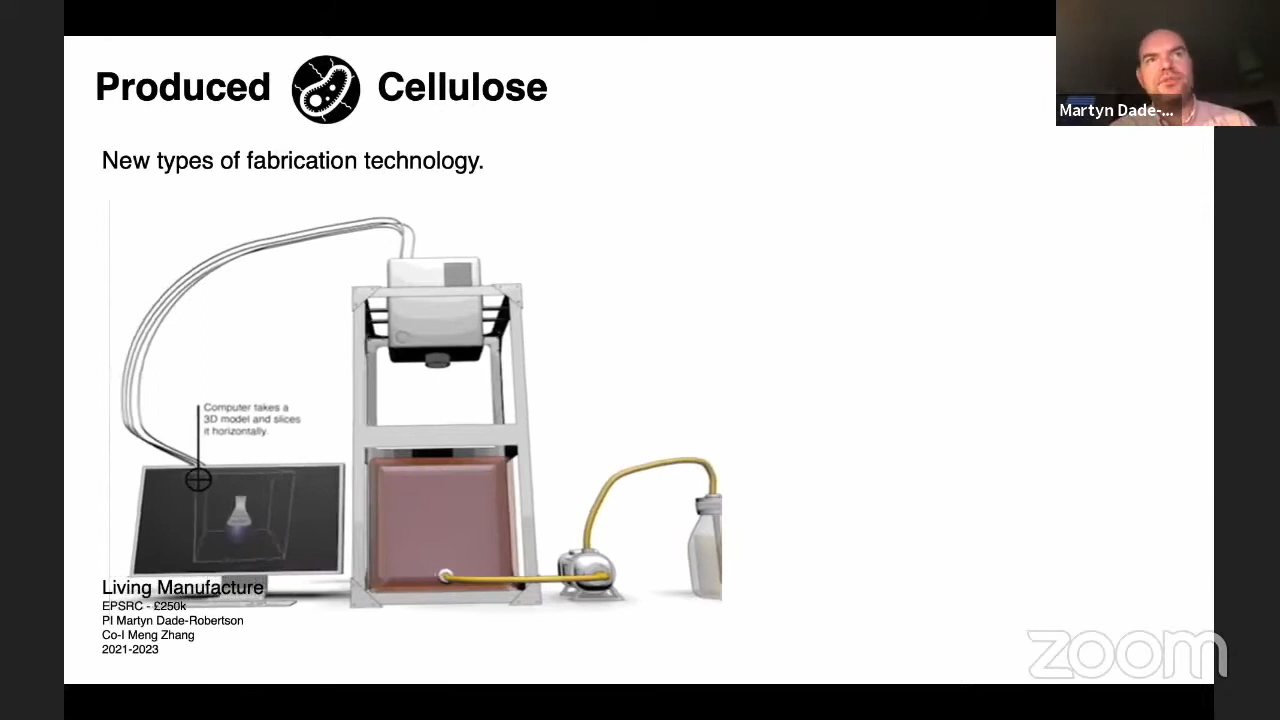 Produced Cellulose
Martyn Dade-...
New types of fabrication technology.
Computer takes a
3D model and slices
it horizontally.
Living Manufacture
EPSRC - £250k
PI Martyn Dade-Robertson
Co-I Meng Zhang
2021-2023
zoom